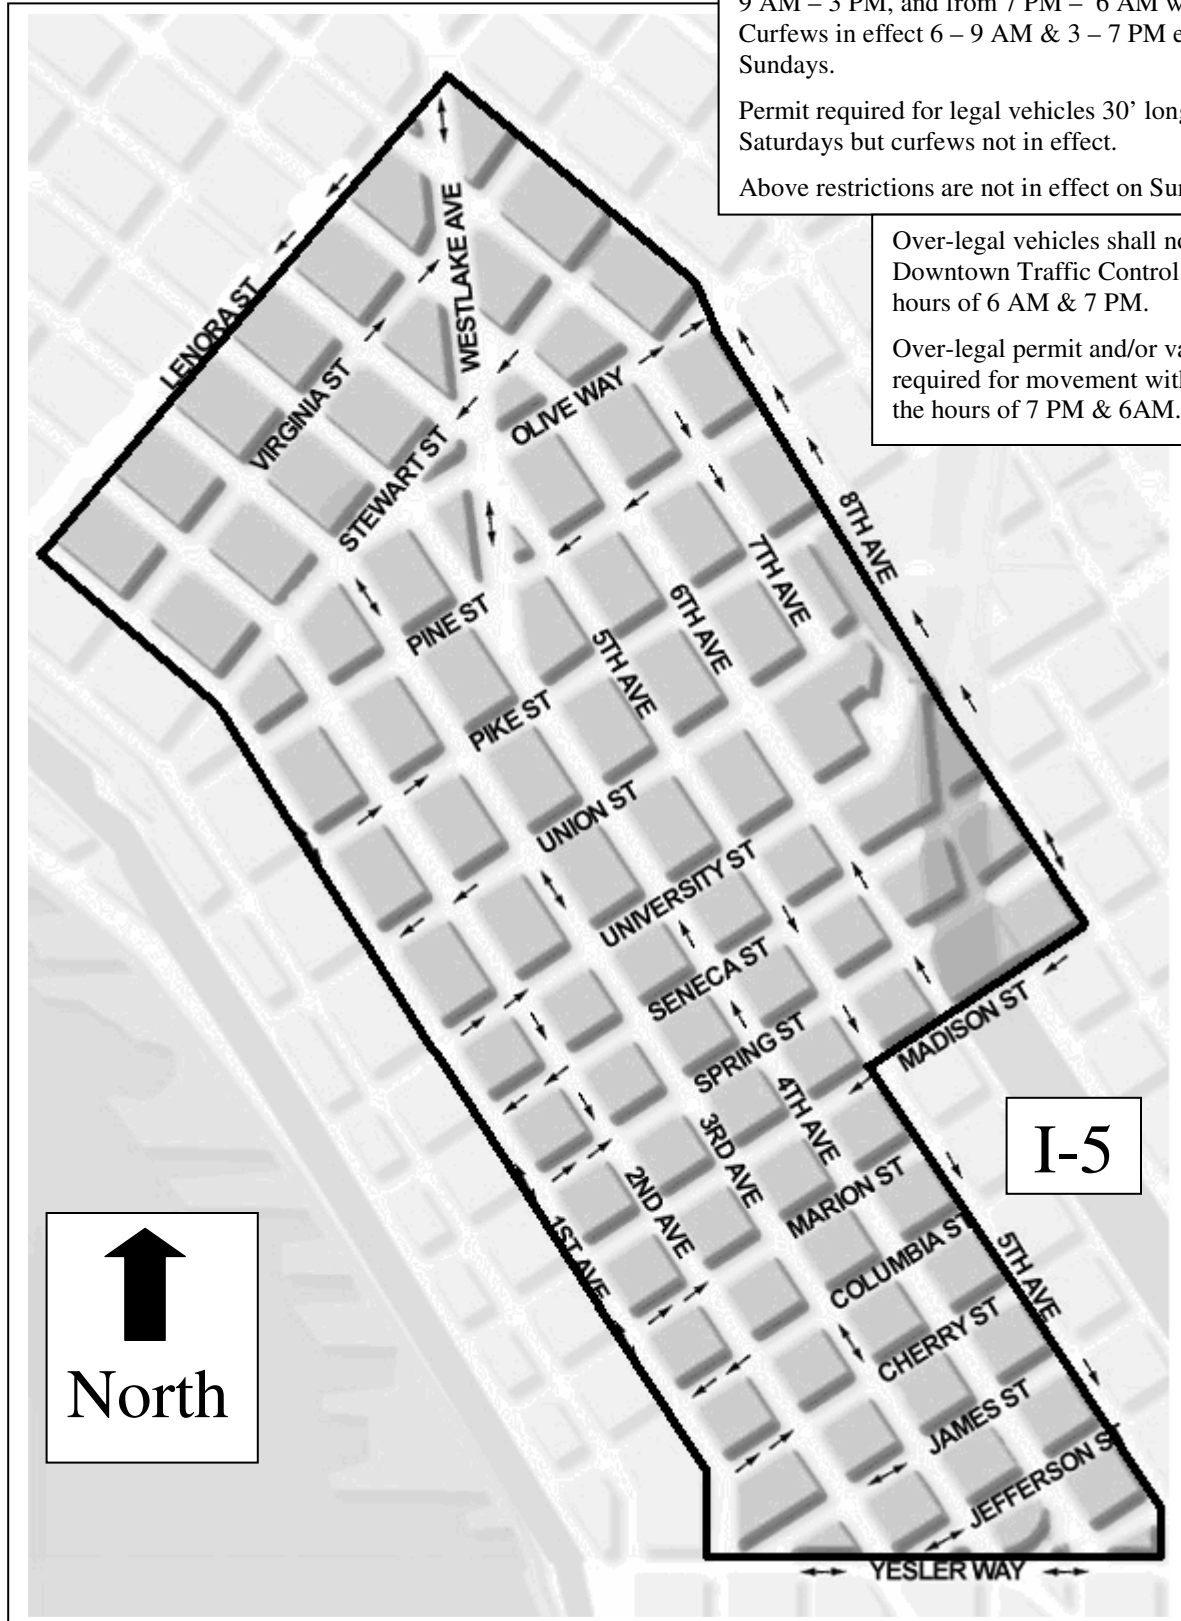 9 AM – 3 PM, and from 7 PM – 6 AM w
Curfews in effect 6 – 9 AM & 3 – 7 PM e
Sundays.
Permit required for legal vehicles 30’ long
Saturdays but curfews not in effect.
Above restrictions are not in effect on Sun
Over-legal vehicles shall no
Downtown Traffic Control
hours of 6 AM & 7 PM.
Over-legal permit and/or va
required for movement with
the hours of 7 PM & 6AM.
LENORA ST
WESTLAKE AVE
VIRGINIA ST
OLIVE WAY
STEWART ST
8TH AVE
7TH AVE
6TH AVE
PINE ST
5TH AVE
PIKE ST
UNION ST
UNIVERSITY ST
SENECA ST
SPRING ST
MADISON ST
4TH AVE
3RD AVE
I-5
MARION ST
2ND AVE
1ST AVE
COLUMBIA ST
5TH AVE
CHERRY ST
North
JAMES ST
JEFFERSON ST
YESLER WAY